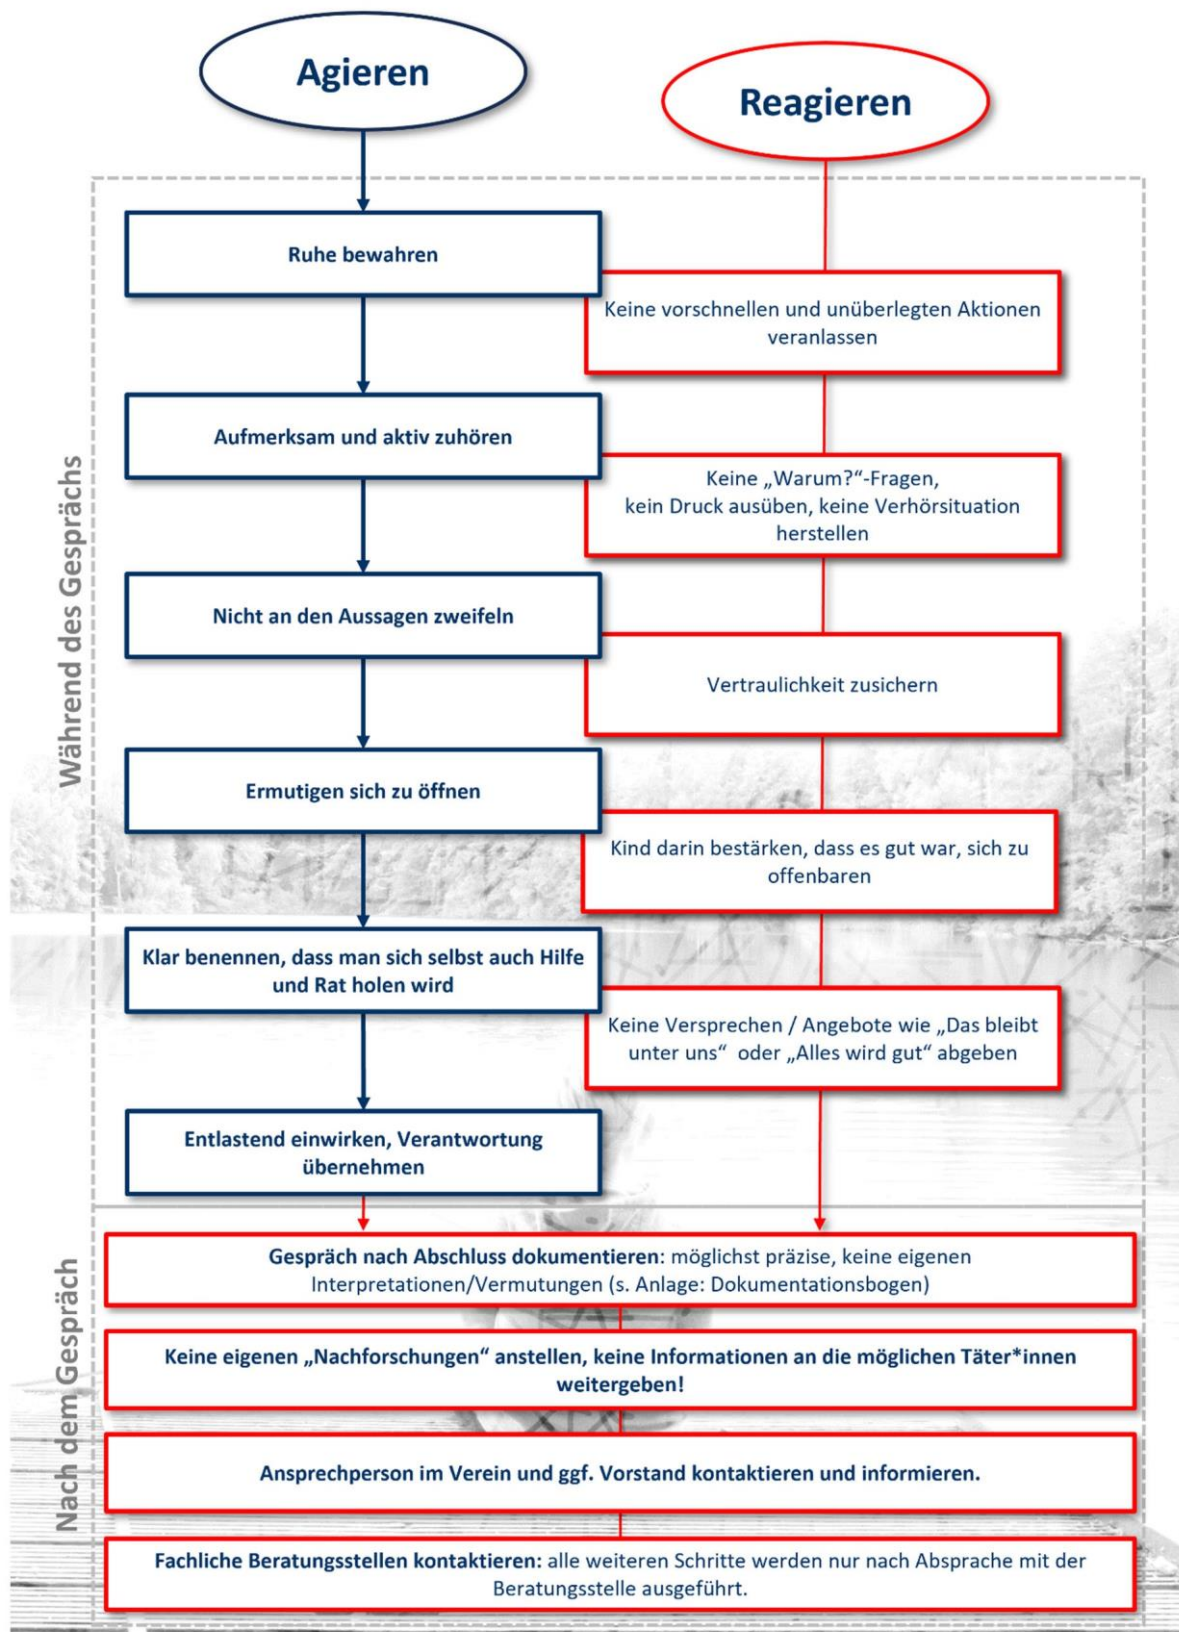 Agieren
Reagieren
Während des Gesprächs
Ruhe bewahren
Keine vorschnellen und unüberlegten Aktionen
veranlassen
Aufmerksam und aktiv zuhören
Keine „Warum?“-Fragen,
kein Druck ausüben, keine Verhörsituation
herstellen
Nicht an den Aussagen zweifeln
Vertraulichkeit zusichern
Ermutigen sich zu öffnen
Kind darin bestärken, dass es gut war, sich zu
offenbaren
Klar benennen, dass man sich selbst auch Hilfe
und Rat holen wird
Keine Versprechen / Angebote wie „Das bleibt
unter uns“ oder „Alles wird gut“ abgeben
Entlastend einwirken, Verantwortung
übernehmen
Nach dem Gespräch
Gespräch nach Abschluss dokumentieren: möglichst präzise, keine eigenen
Interpretationen/Vermutungen (s. Anlage: Dokumentationsbogen)
Keine eigenen „Nachforschungen“ anstellen, keine Informationen an die möglichen Täter*innen
weitergeben!
Ansprechperson im Verein und ggf. Vorstand kontaktieren und informieren.
Fachliche Beratungsstellen kontaktieren: alle weiteren Schritte werden nur nach Absprache mit der
Beratungsstelle ausgeführt.